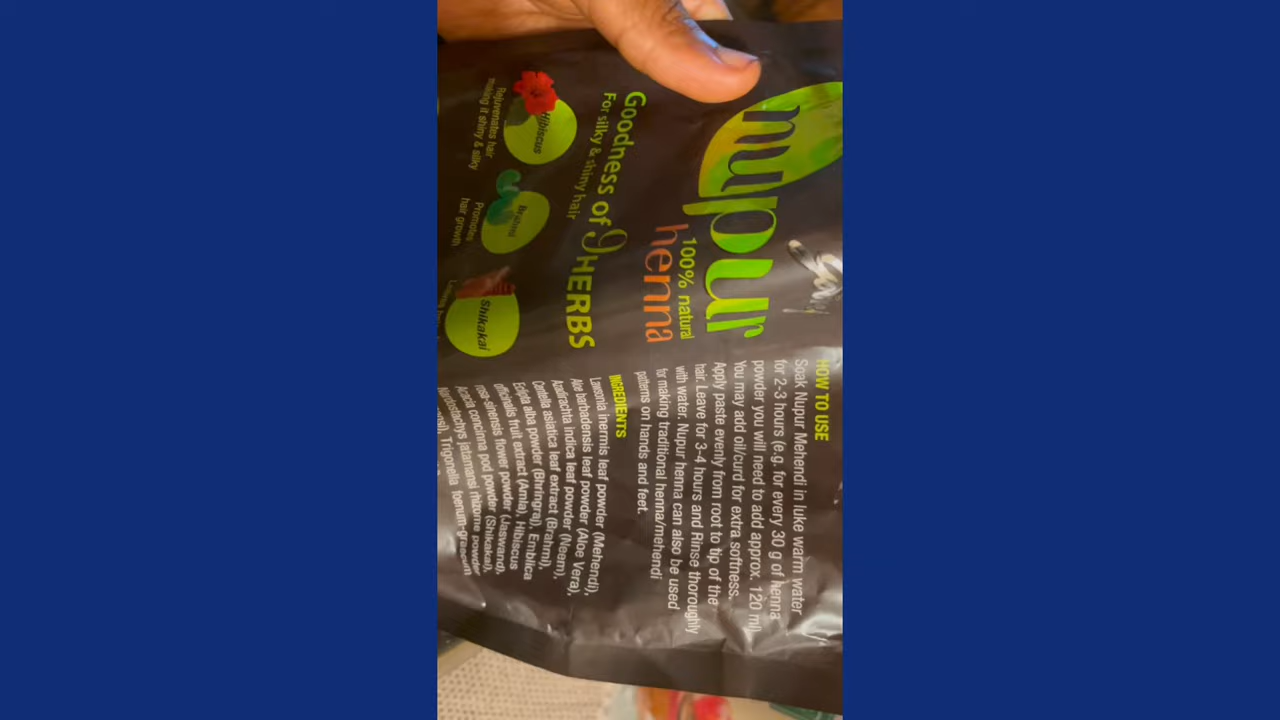 nupur
100% natural
henna
Goodness of 9 HERBS
For silky & shiny hair
Hibiscus
Rejuvenates hair
making it shiny & silky
Brahmi
Promotes
hair growth
Shikakai
HOW TO USE
Soak Nupur Mehendi in luke warm water
for 2-3 hours (e.g. for every 30 g of henna
powder you will need to add approx. 120 ml)
You may add oil/curd for extra softness.
Apply paste evenly from root to tip of the
hair. Leave for 3-4 hours and Rinse thoroughly
with water. Nupur henna can also be used
for making traditional henna/mehendi
patterns on hands and feet.
INGREDIENTS
Lawsonia inermis leaf powder (Mehendi),
Aloe barbadensis leaf powder (Aloe Vera),
Azadirachta indica leaf powder (Neem),
Centella asiatica leaf extract (Brahmi),
Eclipta alba powder (Bhringraj), Emblica
officinalis fruit extract (Amla), Hibiscus
rosa-sinensis flower powder (Jaswand),
Acacia concinna pod powder (Shikakai),
Nardostachys jatamansi rhizome powder
Trigonella foenum-graecum